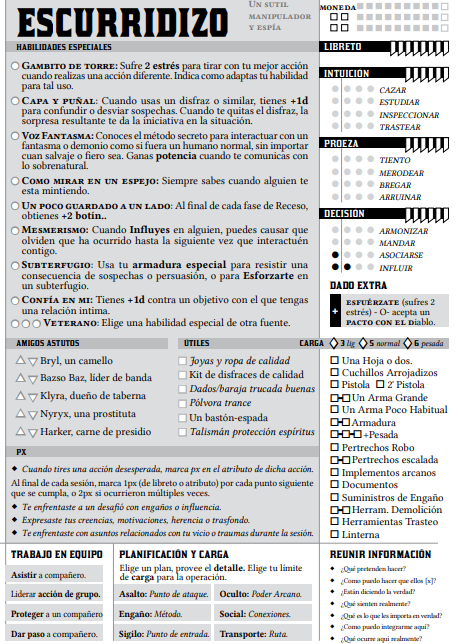 ESCURRIDIZO
UN SUTIL
MANIPULADOR
Y ESPÍA
HABILIDADES ESPECIALES
GAMBITO DE TORRE: Sufre 2 estrés para tirar con tu mejor acción
cuando realizas una acción diferente. Indica como adaptas tu habilidad
para tal uso.
CAPA Y PUÑAL: Cuando usas un disfraz o similar, tienes +1d
para confundir o desviar sospechas. Cuando te quitas el disfraz, la
sorpresa resultante te da la iniciativa en la situación.
VOZ FANTASMA: Conoces el método secreto para interactuar con un
fantasma o demonio como si fuera un humano normal, sin importar
cuan salvaje o fiero sea. Ganas potencia cuando te comunicas con
lo sobrenatural.
COMO MIRAR EN UN ESPEJO: Siempre sabes cuando alguien te
esta mintiendo.
UN POCO GUARDADO A UN LADO: Al final de cada fase de Receso,
obtienes +2 botín..
MESMERISMO: Cuando Influyes en alguien, puedes causar que
olviden que ha ocurrido hasta la siguiente vez que interactuén
contigo.
SUBTERFUGIO: Usa tu armadura especial para resistir una
consecuencia de sospechas o persuasión, o para Esforzarte en
un subterfugio.
CONFÍA EN MI: Tienes +1d contra un objetivo con el que tengas
una relación intima.
VETERANO: Elige una habilidad especial de otra fuente.
AMIGOS ASTUTOS
Bryl, un camello
Bazso Baz, líder de banda
Klyra, dueño de taberna
Nyryx, una prostituta
Harker, carne de presidio
ÚTILES
Joyas y ropa de calidad
Kit de disfraces de calidad
Dados/baraja trucada buenas
Pólvora trance
Un bastón-espada
Talismán protección espíritus
PX
Cuando tires una acción desesperada, marca px en el atributo de dicha acción.
Al final de cada sesión, marca 1px (de libreto o atributo) por cada punto siguiente
que se cumpla, o 2px si ocurrieron múltiples veces.
Te enfrentaste a un desafió con engaños o influencia.
Expresaste tus creencias, motivaciones, herencia o trasfondo.
Te enfrentaste con asuntos relacionados con tu vicio o traumas durante la sesión.
TRABAJO EN EQUIPO
Asistir a compañero.
Liderar acción de grupo.
Proteger a un compañero
Dar paso a compañero.
PLANIFICACIÓN Y CARGA
Elige un plan, provee el detalle. Elige tu límite
de carga para la operación.
Asalto: Punto de ataque.
Oculto: Poder Arcano.
Engaño: Método.
Social: Conexiones.
Sigilo: Punto de entrada.
Transporte: Ruta.
MONEDA
LIBRETO
INTUICIÓN
CAZAR
ESTUDIAR
INSPECCIONAR
TRASTEAR
PROEZA
TIENTO
MERODEAR
BREGAR
ARRUINAR
DECISIÓN
ARMONIZAR
MANDAR
ASOCIARSE
INFLUIR
DADO EXTRA
+
ESFUÉRZATE (sufres 2
estrés) - O- acepta un
PACTO CON EL Diablo.
CARGA 3 lig 5 normal 6 pesada
Una Hoja o dos.
Cuchillos Arrojadizos
Pistola 2ª Pistola
Un Arma Grande
Un Arma Poco Habitual
Armadura
+Pesada
Pertrechos Robo
Pertrechos escalada
Implementos arcanos
Documentos
Suministros de Engaño
Herram. Demolición
Herramientas Trasteo
Linterna
REUNIR INFORMACIÓN
¿Qué pretenden hacer?
¿Como puedo hacer que ellos [x]?
¿Están diciendo la verdad?
¿Qué sienten realmente?
¿Qué es lo que les importa en verdad?
¿Como puedo integrarme aquí?
¿Qué ocurre aquí realmente?